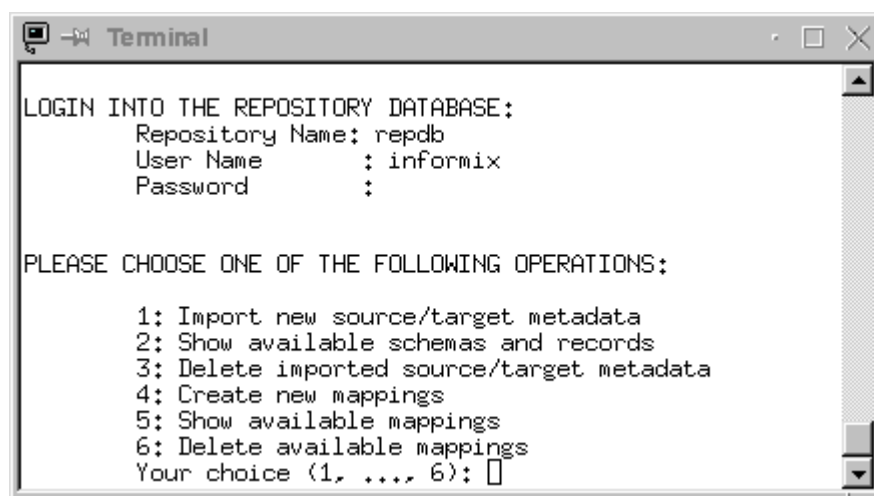 Terminal
LOGIN INTO THE REPOSITORY DATABASE:
Repository Name: repdb
User Name : informix
Password :
PLEASE CHOOSE ONE OF THE FOLLOWING OPERATIONS:
1: Import new source/target metadata
2: Show available schemas and records
3: Delete imported source/target metadata
4: Create new mappings
5: Show available mappings
6: Delete available mappings
Your choice (1, ..., 6):